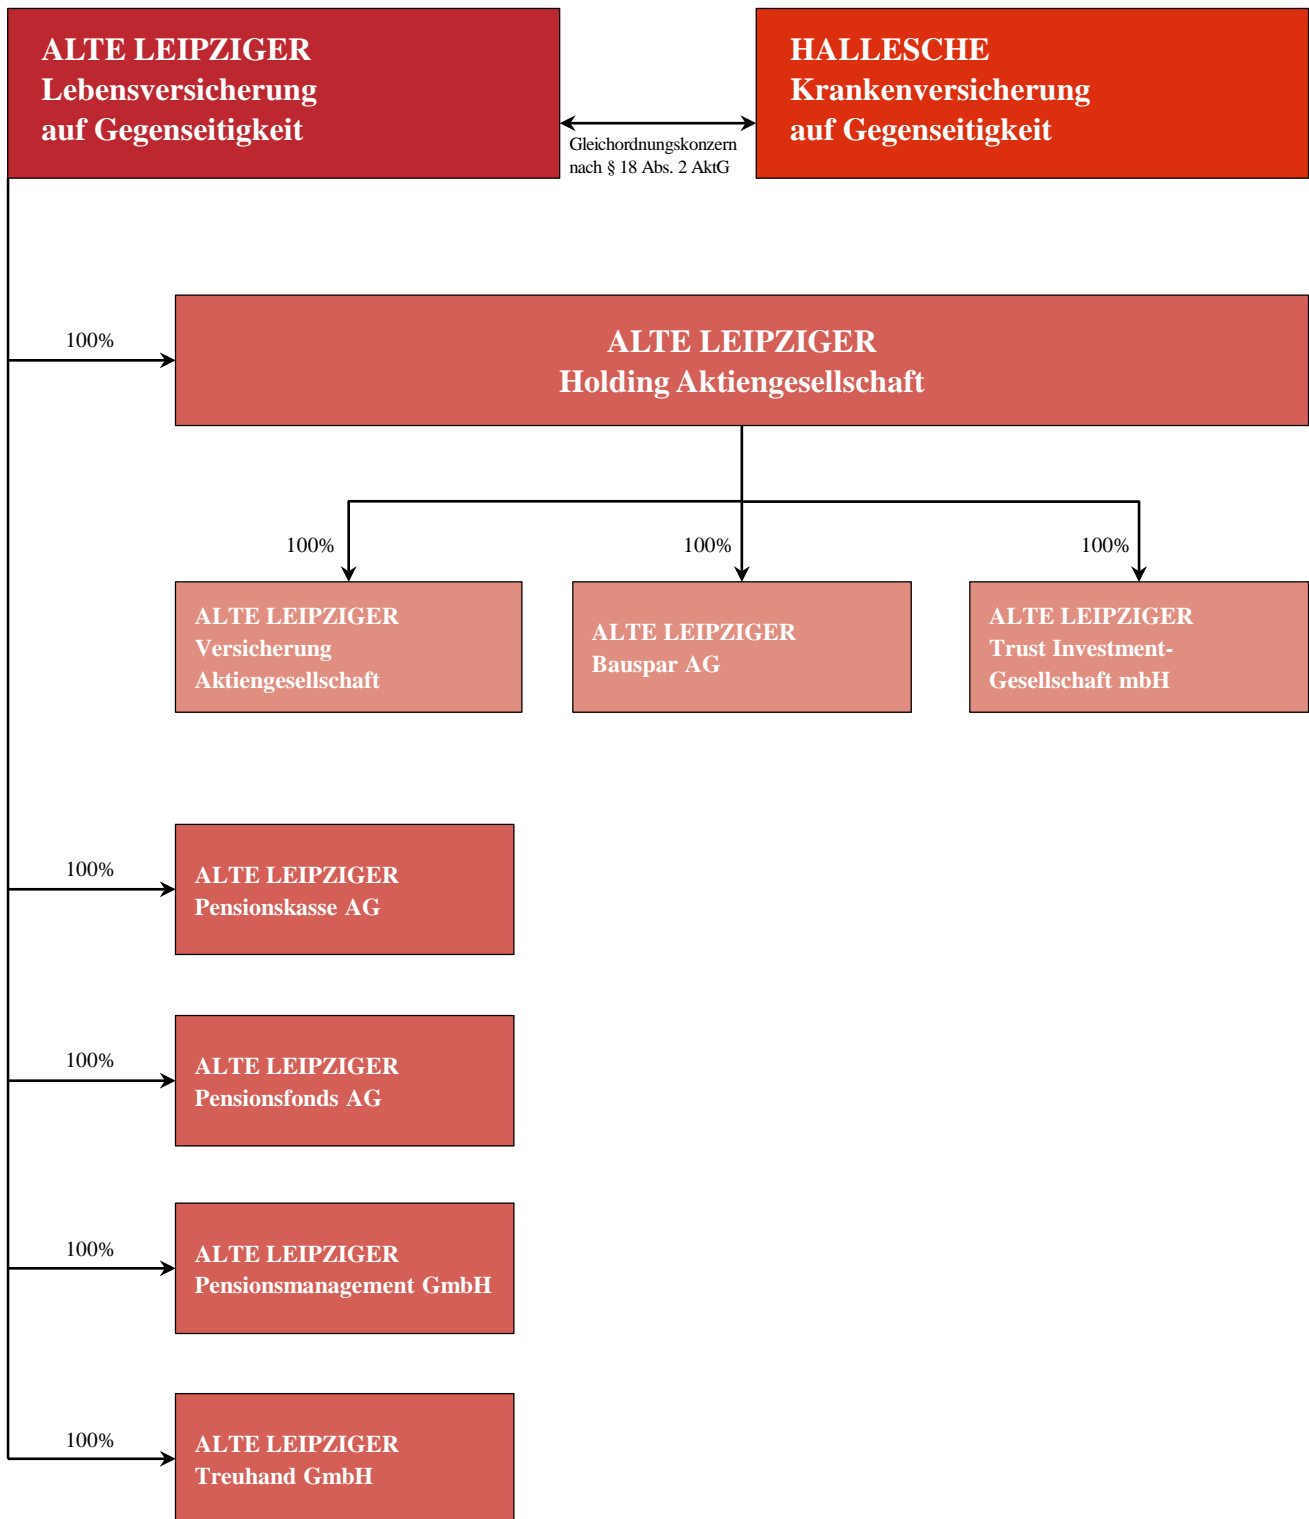 ALTE LEIPZIGER
Lebensversicherung
auf Gegenseitigkeit
Gleichordnungskonzern
nach § 18 Abs. 2 AktG
HALLESCHE
Krankenversicherung
auf Gegenseitigkeit
100%
ALTE LEIPZIGER
Holding Aktiengesellschaft
100%
100%
100%
ALTE LEIPZIGER
Versicherung
Aktiengesellschaft
ALTE LEIPZIGER
Bauspar AG
ALTE LEIPZIGER
Trust Investment-
Gesellschaft mbH
100%
ALTE LEIPZIGER
Pensionskasse AG
100%
ALTE LEIPZIGER
Pensionsfonds AG
100%
ALTE LEIPZIGER
Pensionsmanagement GmbH
100%
ALTE LEIPZIGER
Treuhand GmbH